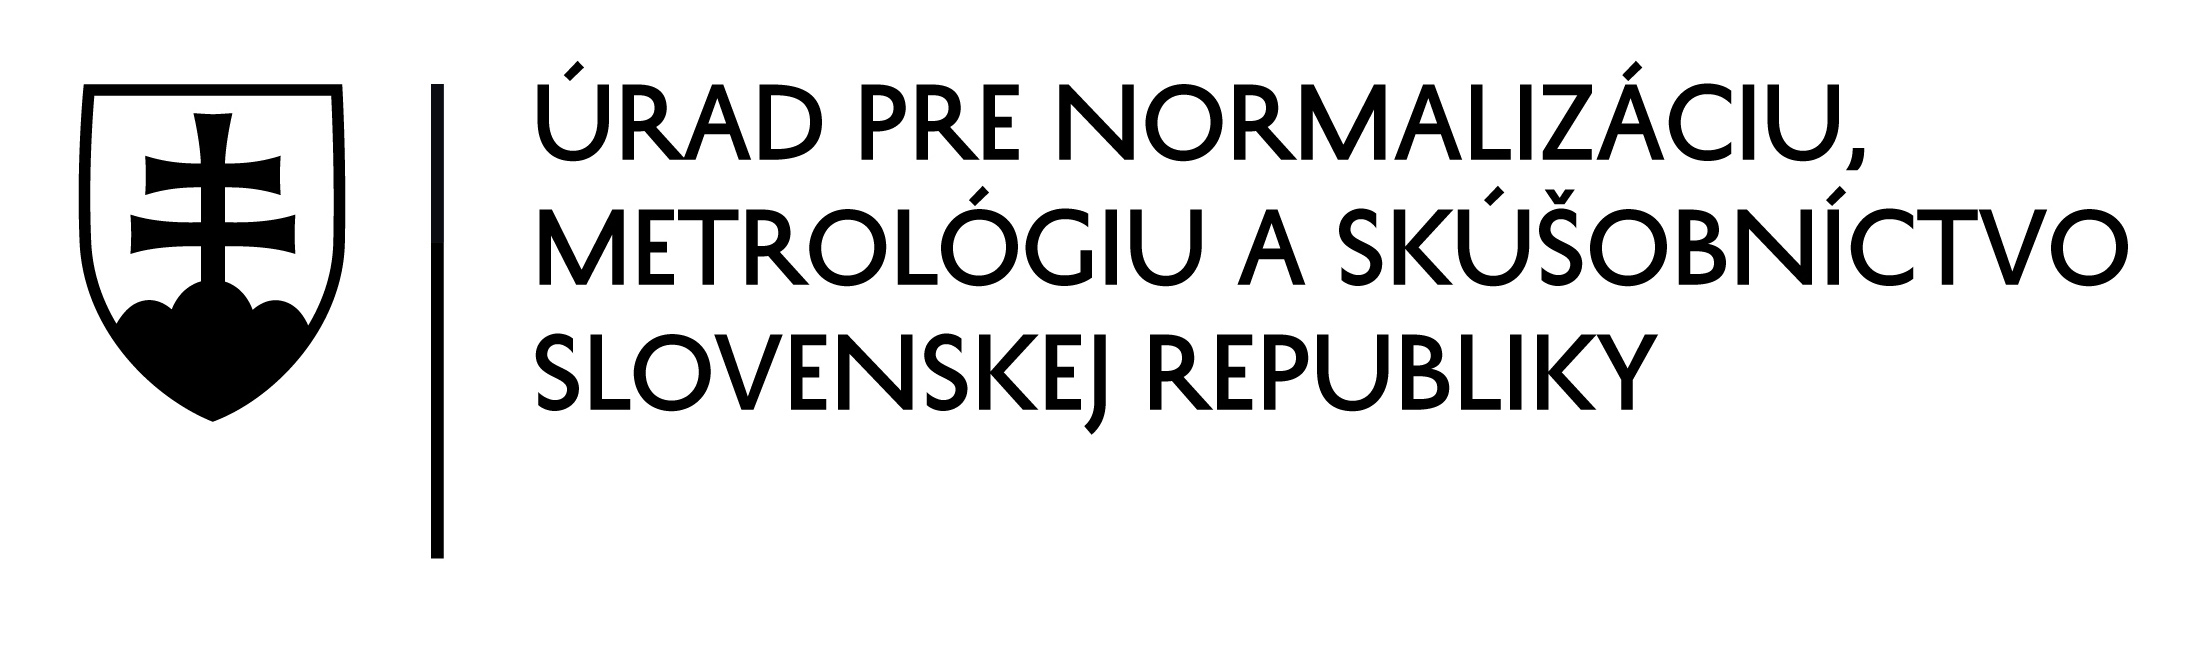 ÚRAD PRE NORMALIZÁCIU,
METROLÓGIU A SKÚŠOBNÍCTVO
SLOVENSKEJ REPUBLIKY